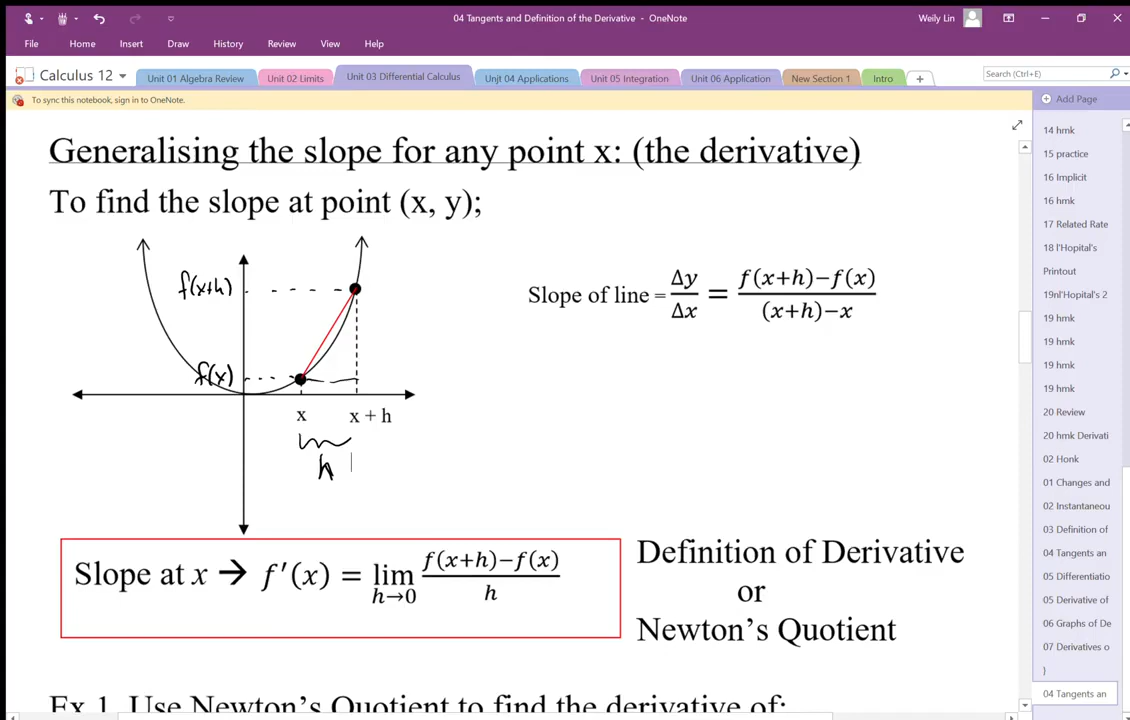 04 Tangents and Definition of the Derivative - OneNote
Weily Lin
File Home Insert Draw History Review View Help
Calculus 12
Unit 01 Algebra Review Unit 02 Limits Unit 03 Differential Calculus Unit 04 Applications Unit 05 Integration Unit 06 Application New Section 1 Intro
Search (Ctrl+E)
To sync this notebook, sign in to OneNote.
Add Page
Generalising the slope for any point x: (the derivative)
To find the slope at point (x, y);
f(x+h)
f(x)
x x + h
h
Slope of line = Δy/Δx = f(x+h)−f(x)/(x+h)−x
Slope at x → f′(x) = lim h→0 f(x+h)−f(x)/h
Definition of Derivative
or
Newton's Quotient
Ex 1 Use Newton's Quotient to find the derivative of:
14 hmk
15 practice
16 Implicit
16 hmk
17 Related Rate
18 l'Hopital's
Printout
19nl'Hopital's 2
19 hmk
19 hmk
19 hmk
19 hmk
20 Review
20 hmk Derivati
02 Honk
01 Changes and
02 Instantaneou
03 Definition of
04 Tangents an
05 Differentiatio
05 Derivative of
06 Graphs of De
07 Derivatives o
)
04 Tangents an